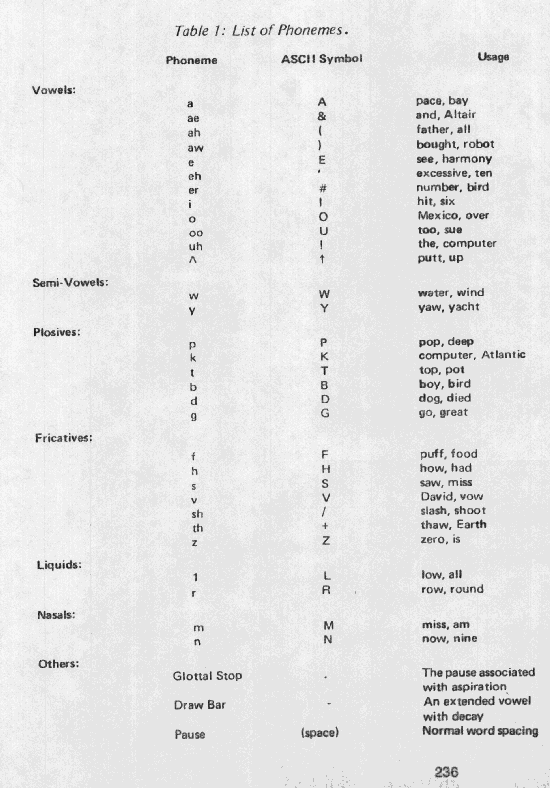 Table 1: List of Phonemes.
Phoneme ASCII Symbol Usage
Vowels:
a A pace, bay
ae & and, Altair
ah ( father, all
aw ) bought, robot
e E see, harmony
eh ' excessive, ten
er # number, bird
i I hit, six
o O Mexico, over
oo U too, sue
uh ! the, computer
^ ↑ putt, up
Semi-Vowels:
w W water, wind
y Y yaw, yacht
Plosives:
p P pop, deep
k K computer, Atlantic
t T top, pot
b B boy, bird
d D dog, died
g G go, great
Fricatives:
f F puff, food
h H how, had
s S saw, miss
v V David, vow
sh / slash, shoot
th + thaw, Earth
z Z zero, is
Liquids:
1 L low, all
r R row, round
Nasals:
m M miss, am
n N now, nine
Others:
Glottal Stop . The pause associated
with aspiration
Draw Bar - An extended vowel
with decay
Pause (space) Normal word spacing
236